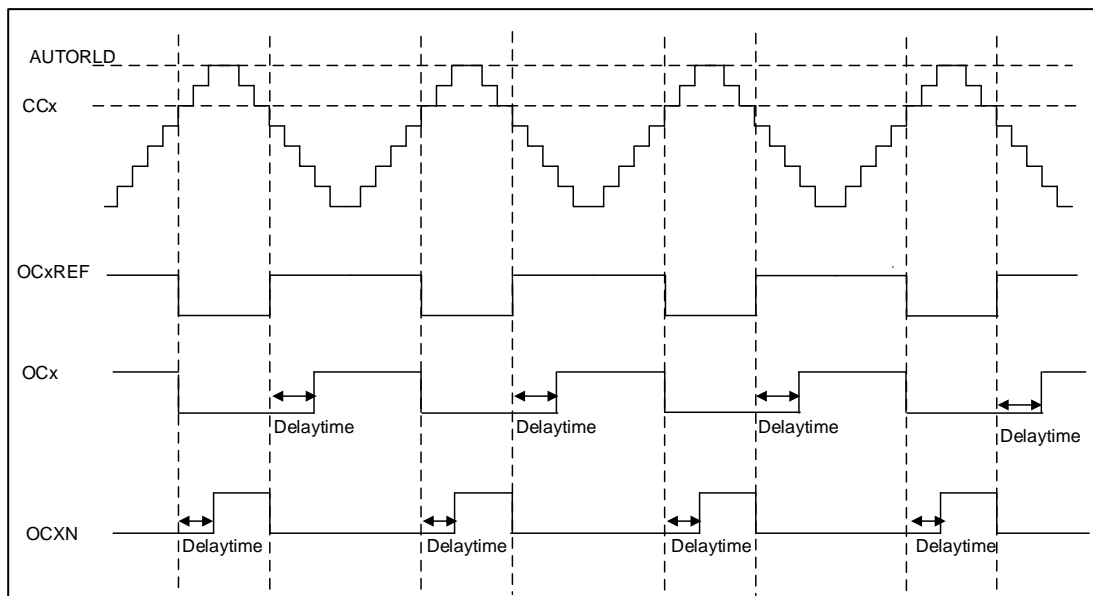 AUTORLD
CCx
OCxREF
OCx
Delaytime
Delaytime
Delaytime
Delaytime
OCXN
Delaytime
Delaytime
Delaytime
Delaytime